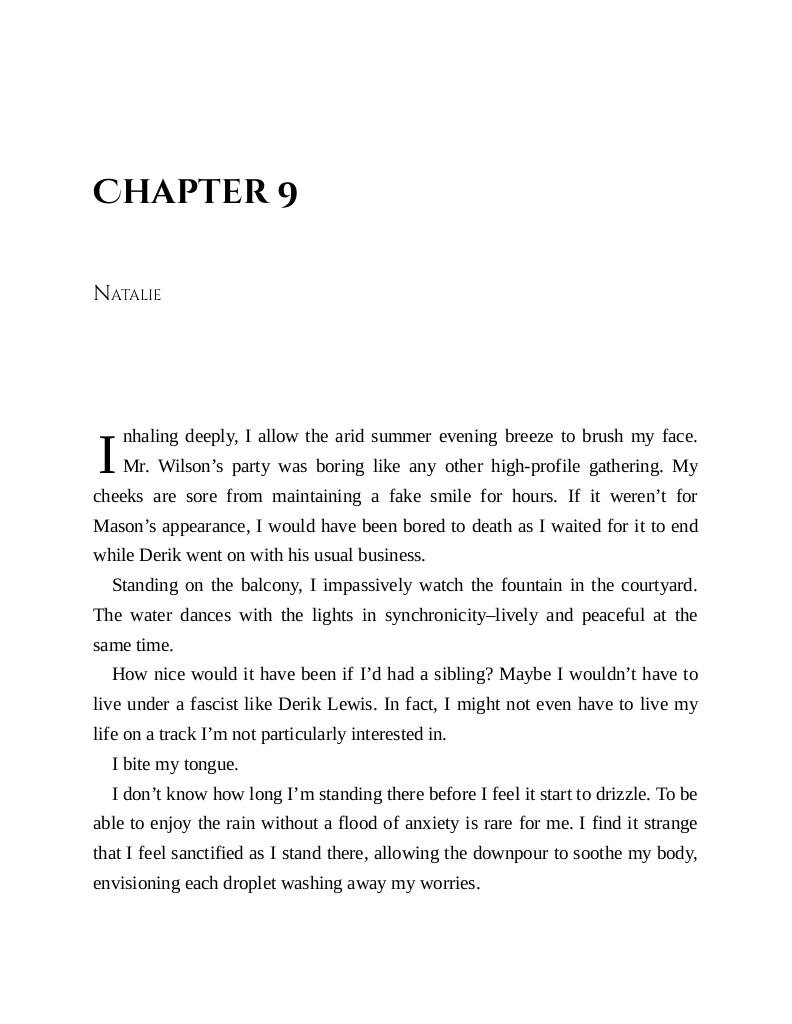 Chapter 9
Natalie
Inhaling deeply, I allow the arid summer evening breeze to brush my face.
Mr. Wilson’s party was boring like any other high-profile gathering. My
cheeks are sore from maintaining a fake smile for hours. If it weren’t for
Mason’s appearance, I would have been bored to death as I waited for it to end
while Derik went on with his usual business.
Standing on the balcony, I impassively watch the fountain in the courtyard.
The water dances with the lights in synchronicity–lively and peaceful at the
same time.
How nice would it have been if I’d had a sibling? Maybe I wouldn’t have to
live under a fascist like Derik Lewis. In fact, I might not even have to live my
life on a track I’m not particularly interested in.
I bite my tongue.
I don’t know how long I’m standing there before I feel it start to drizzle. To be
able to enjoy the rain without a flood of anxiety is rare for me. I find it strange
that I feel sanctified as I stand there, allowing the downpour to soothe my body,
envisioning each droplet washing away my worries.